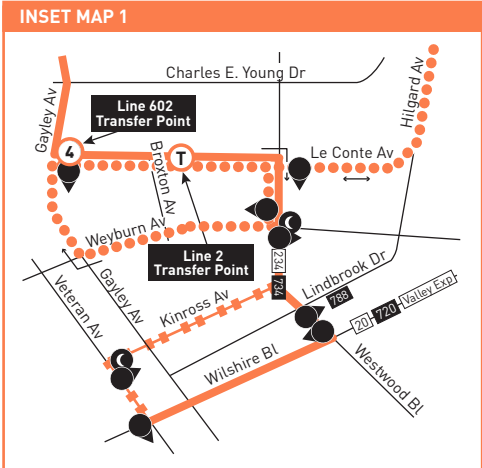 INSET MAP 1
Charles E. Young Dr
Hilgard Av
Gayley Av
Line 602
Transfer Point
4
Broxton Av
T
Le Conte Av
Weyburn Av
Line 2
Transfer Point
234
734
Lindbrook Dr
788
Veteran Av
Gayley Av
Kinross Av
20
720
Valley Exp
Wilshire Bl
Westwood Bl